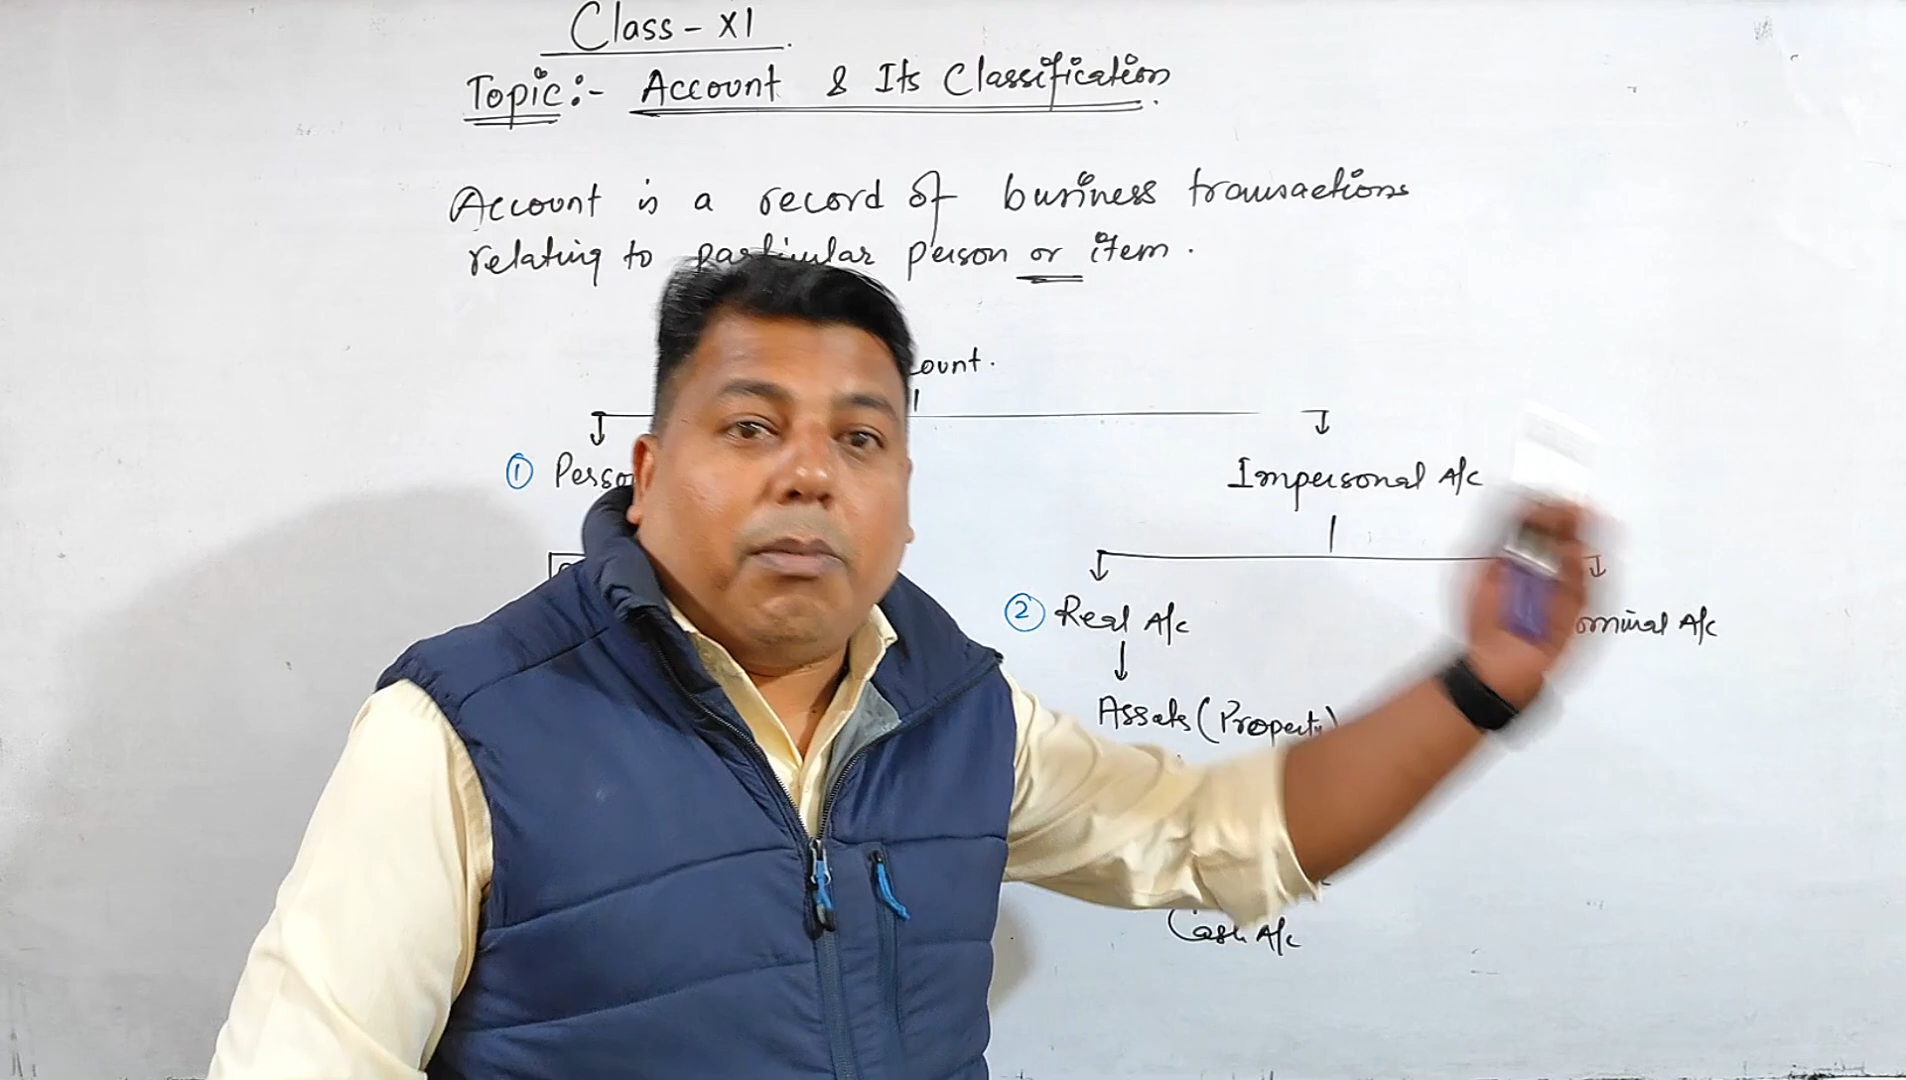 Class - XI
Topic:- Account & Its Classification.
Account is a record of business transactions
relating to particular person or item.
ount.
① Perso
Impersonal A/c
② Real A/c
ominal A/c
Assets (Property)
Cash A/c